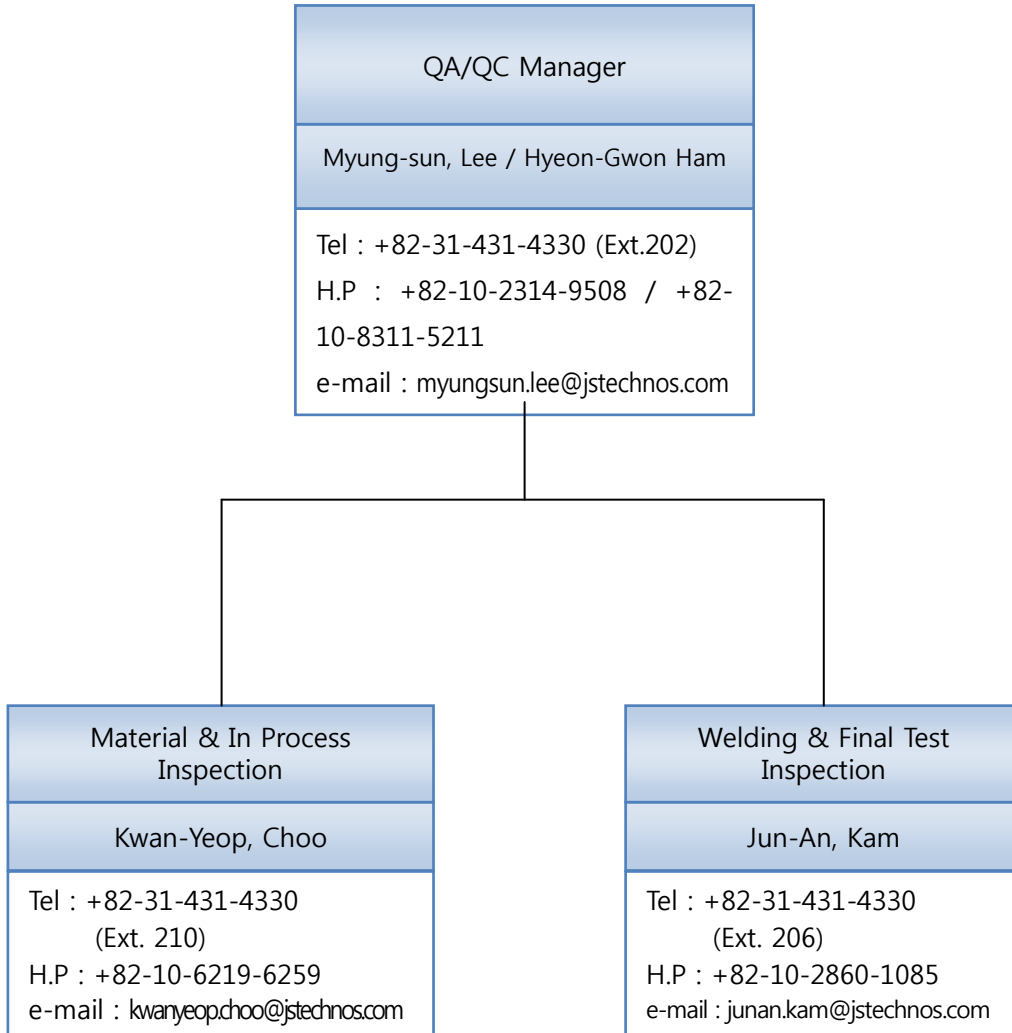 QA/QC Manager
Myung-sun, Lee / Hyeon-Gwon Ham
Tel : +82-31-431-4330 (Ext.202)
H.P : +82-10-2314-9508 / +82-
10-8311-5211
e-mail : myungsun.lee@jstechnos.com
Material & In Process
Inspection
Kwan-Yeop, Choo
Tel : +82-31-431-4330
(Ext. 210)
H.P : +82-10-6219-6259
e-mail : kwanyeop.choo@jstechnos.com
Welding & Final Test
Inspection
Jun-An, Kam
Tel : +82-31-431-4330
(Ext. 206)
H.P : +82-10-2860-1085
e-mail : junan.kam@jstechnos.com